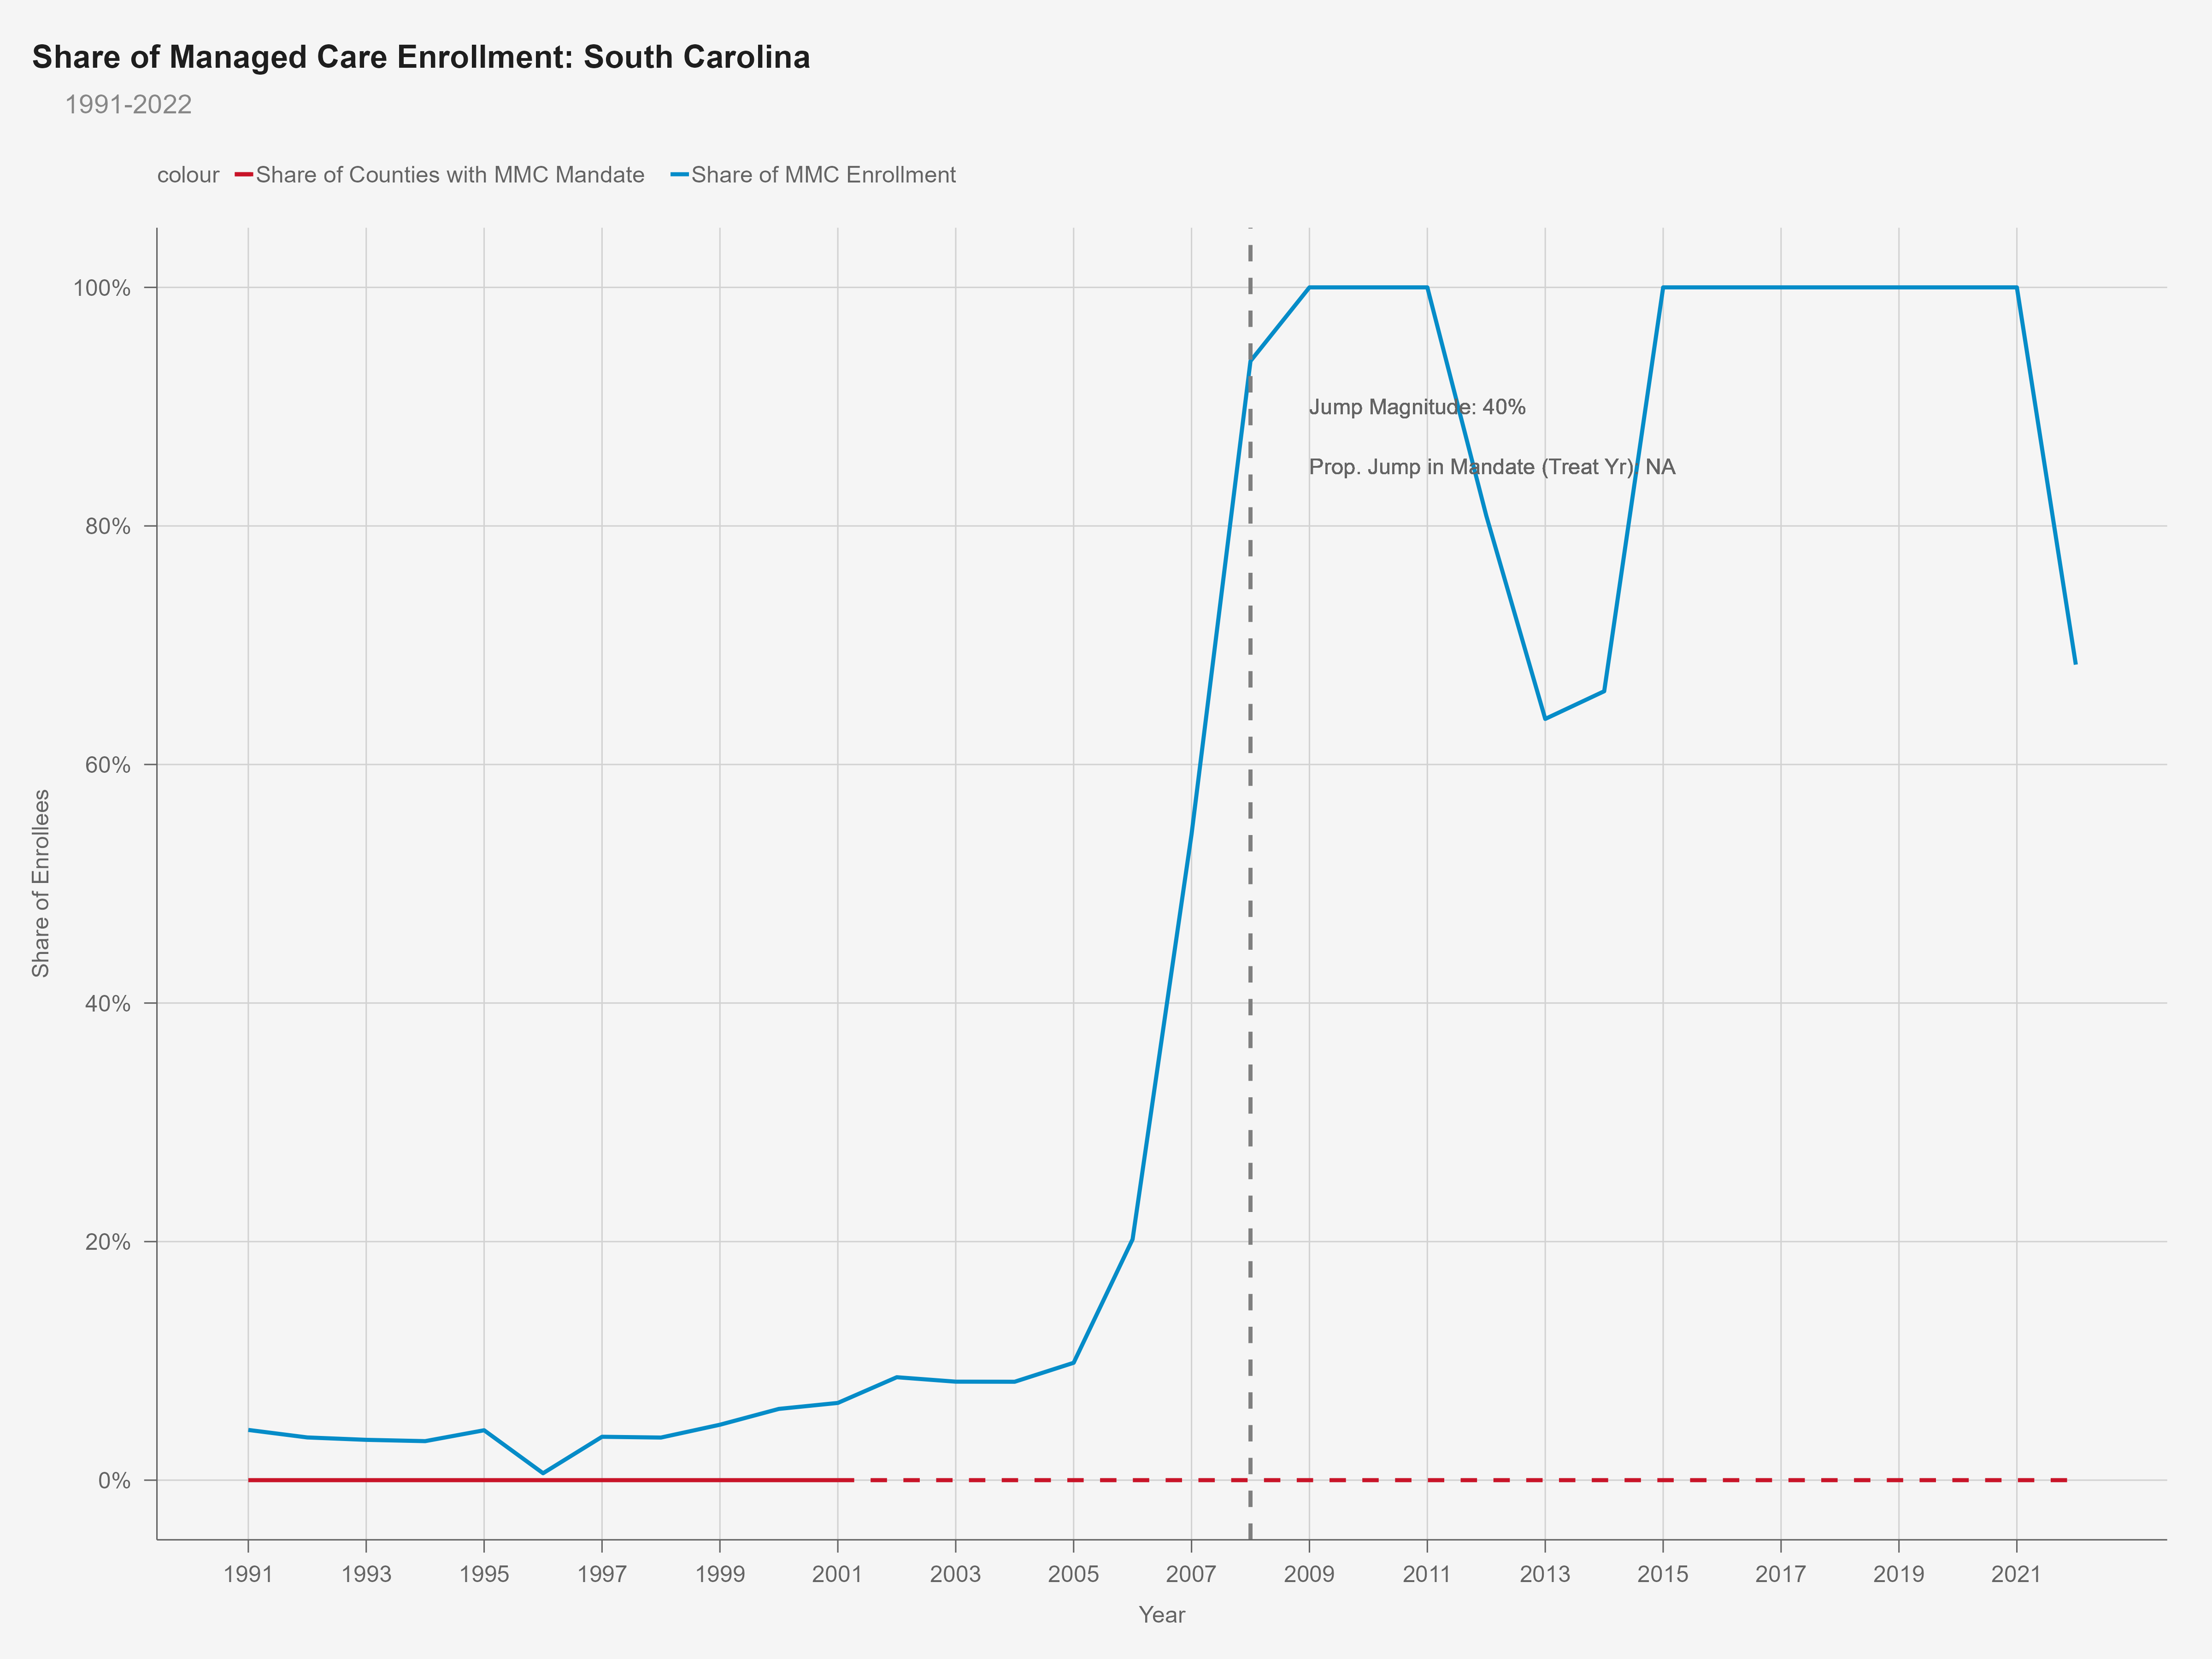 Share of Managed Care Enrollment: South Carolina
1991-2022
colour Share of Counties with MMC Mandate Share of MMC Enrollment
100%
Jump Magnitude: 40%
Prop. Jump in Mandate (Treat Yr): NA
80%
60%
40%
20%
0%
Share of Enrollees
1991 1993 1995 1997 1999 2001 2003 2005 2007 2009 2011 2013 2015 2017 2019 2021
Year